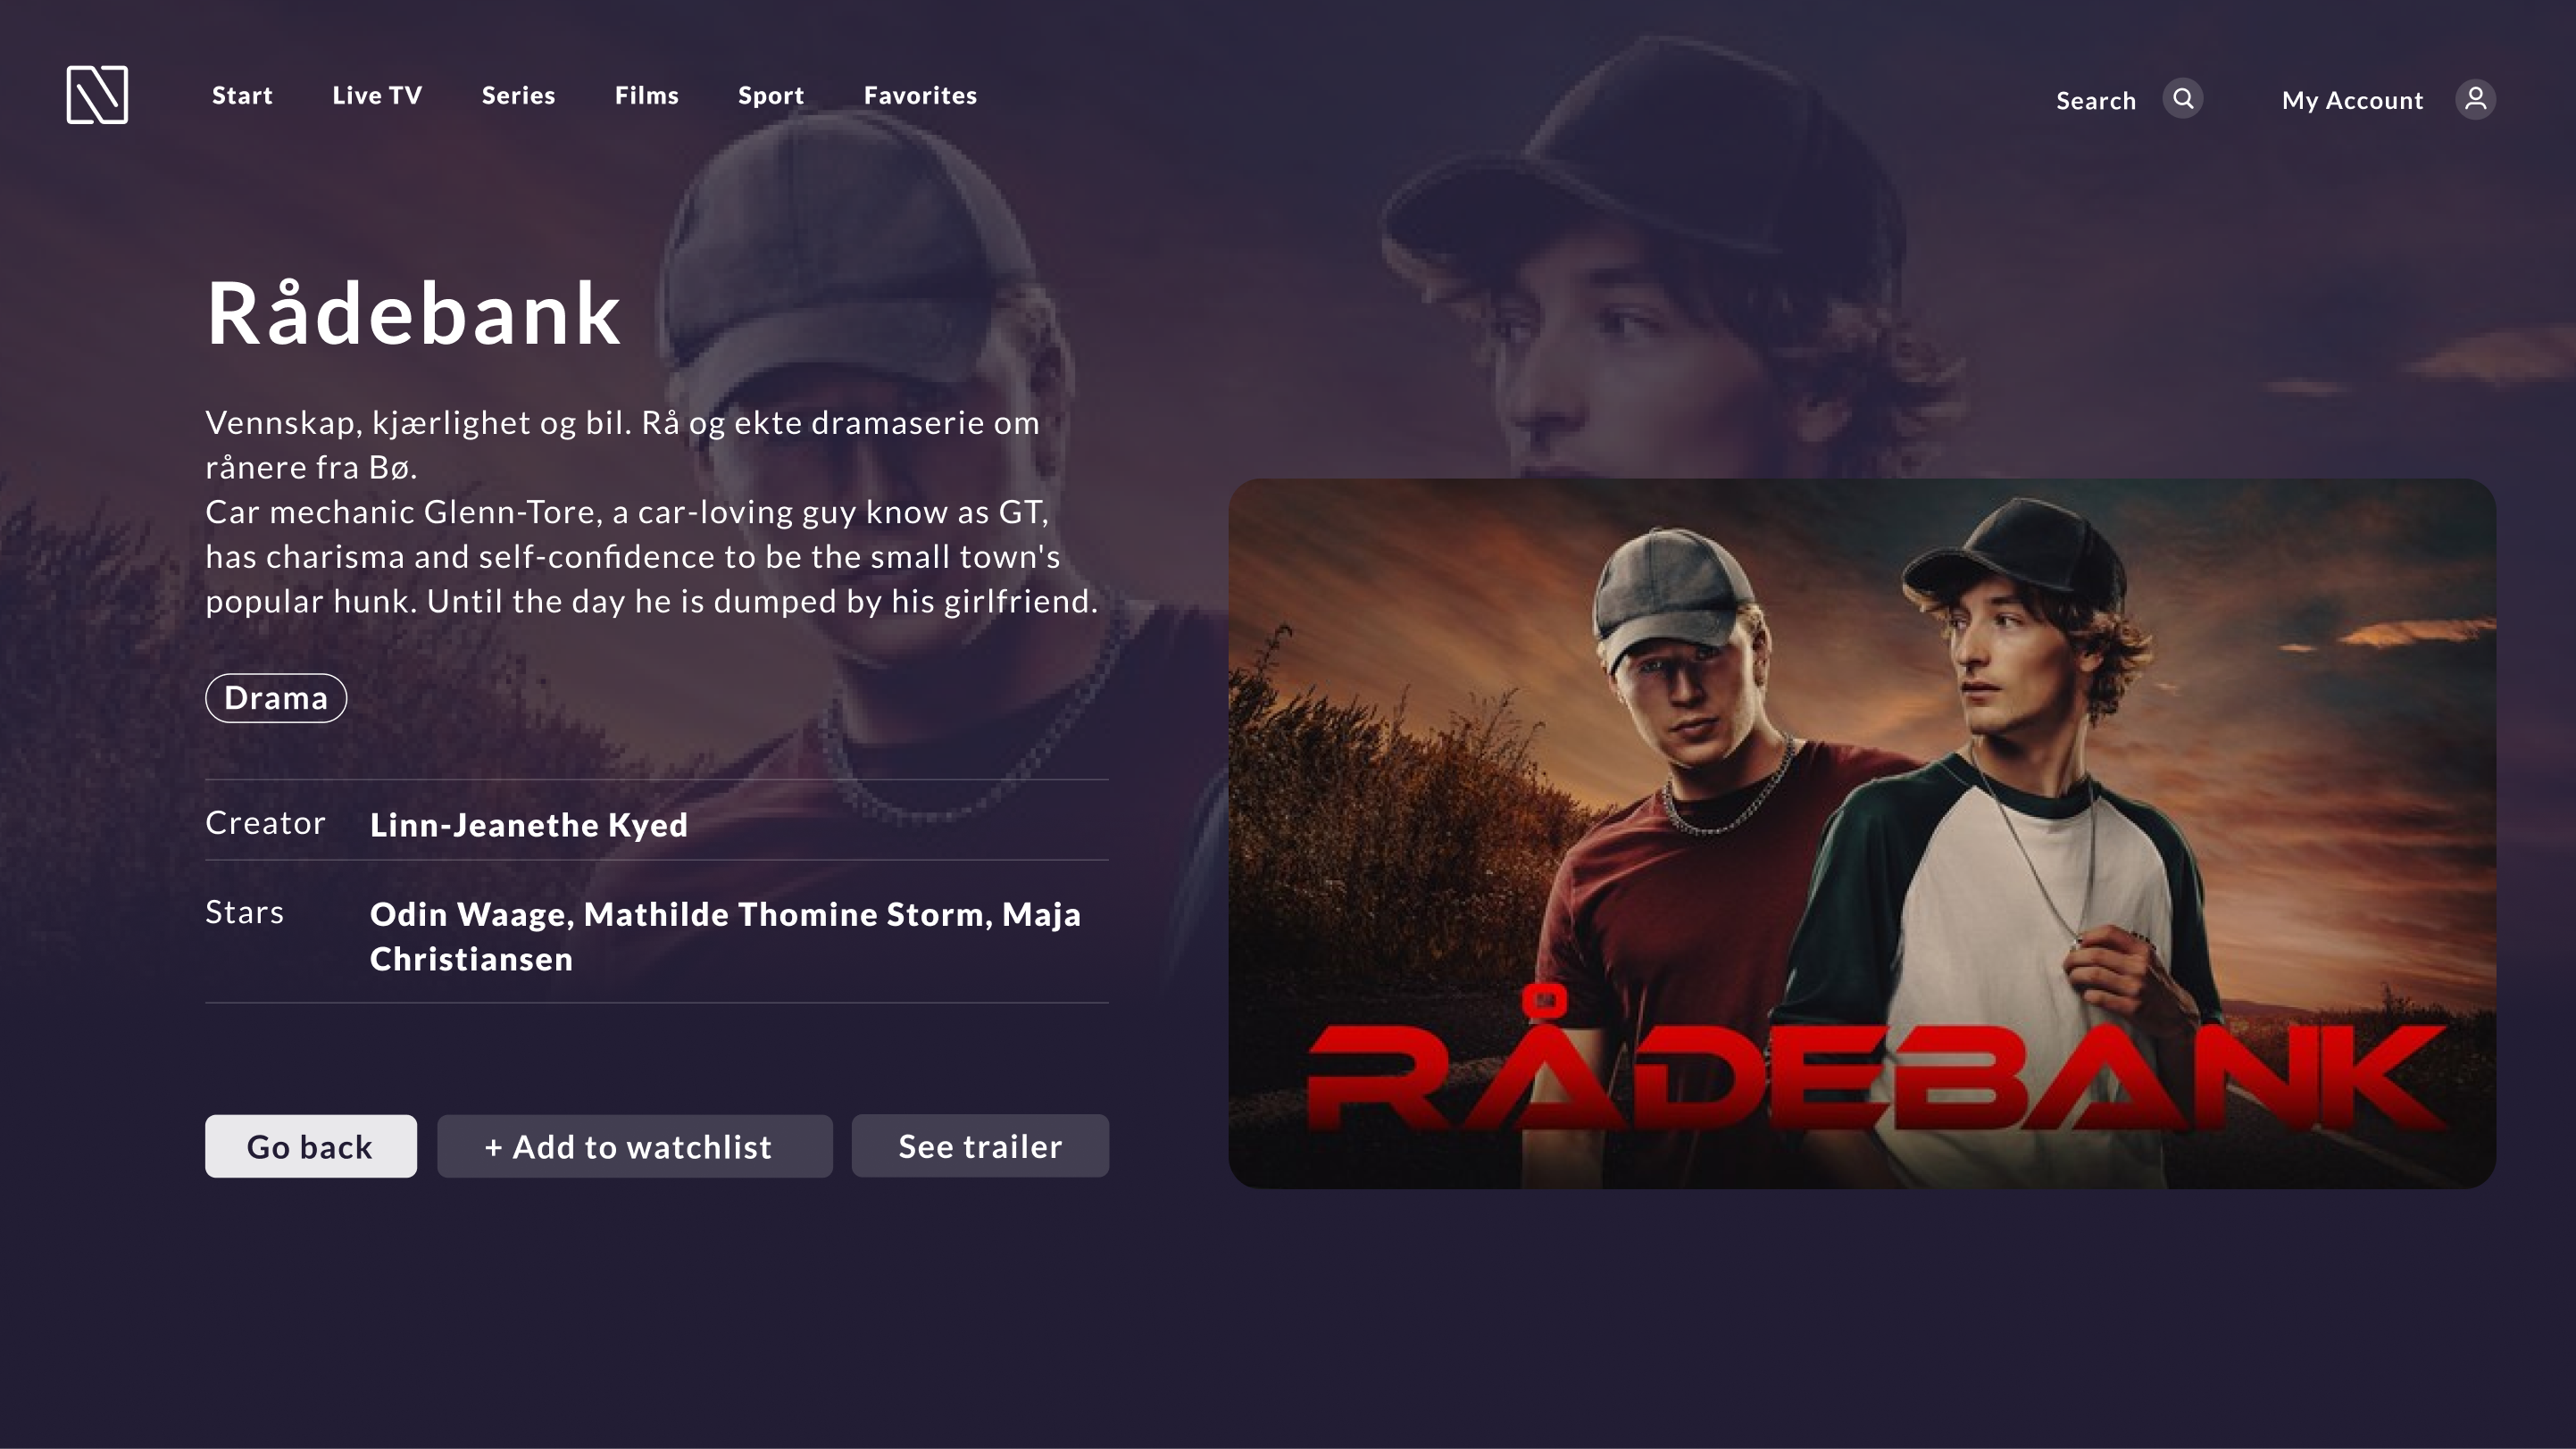 Start
Live TV
Series
Films
Sport
Favorites
Search
My Account
Rådebank
Vennskap, kjærlighet og bil. Rå og ekte dramaserie om
rånere fra Bø.
Car mechanic Glenn-Tore, a car-loving guy know as GT,
has charisma and self-confidence to be the small town's
popular hunk. Until the day he is dumped by his girlfriend.
Drama
Creator
Linn-Jeanethe Kyed
Stars
Odin Waage, Mathilde Thomine Storm, Maja
Christiansen
Go back
+ Add to watchlist
See trailer
RÅDEBANK